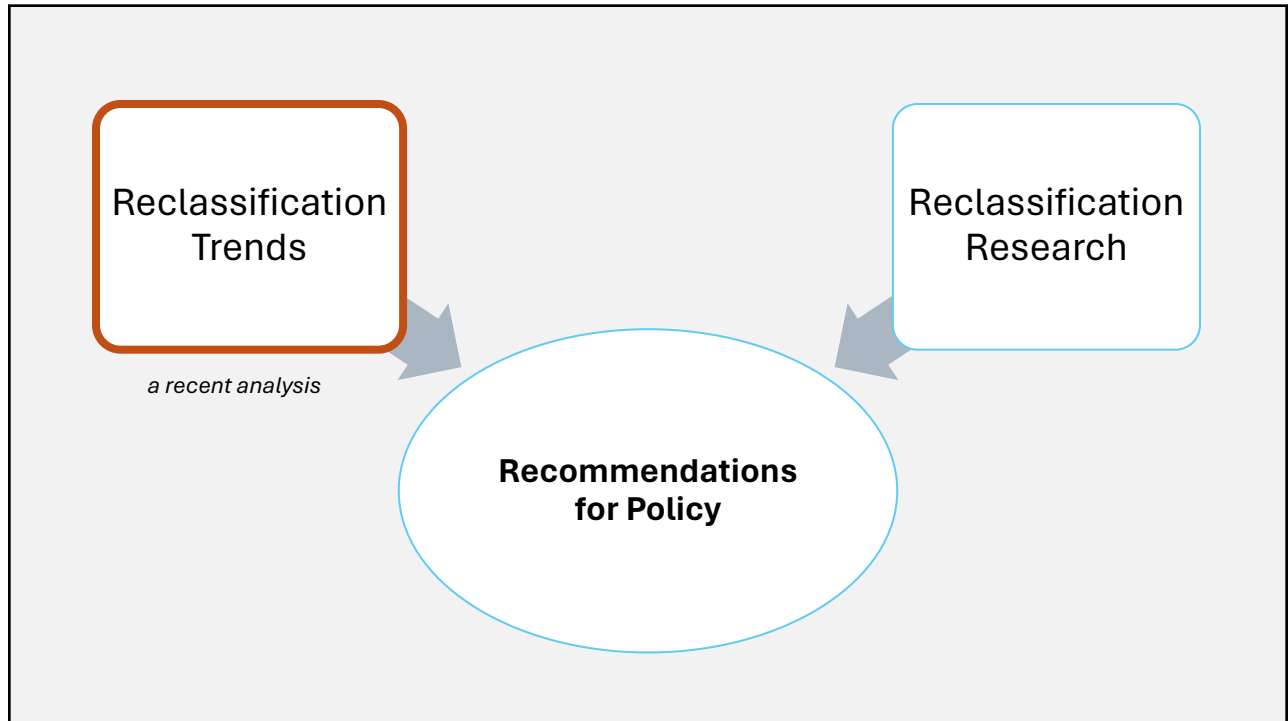 Reclassification
Trends
a recent analysis
Reclassification
Research
Recommendations
for Policy